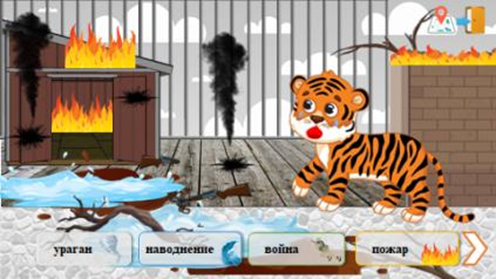 ураган
наводнение
война
пожар